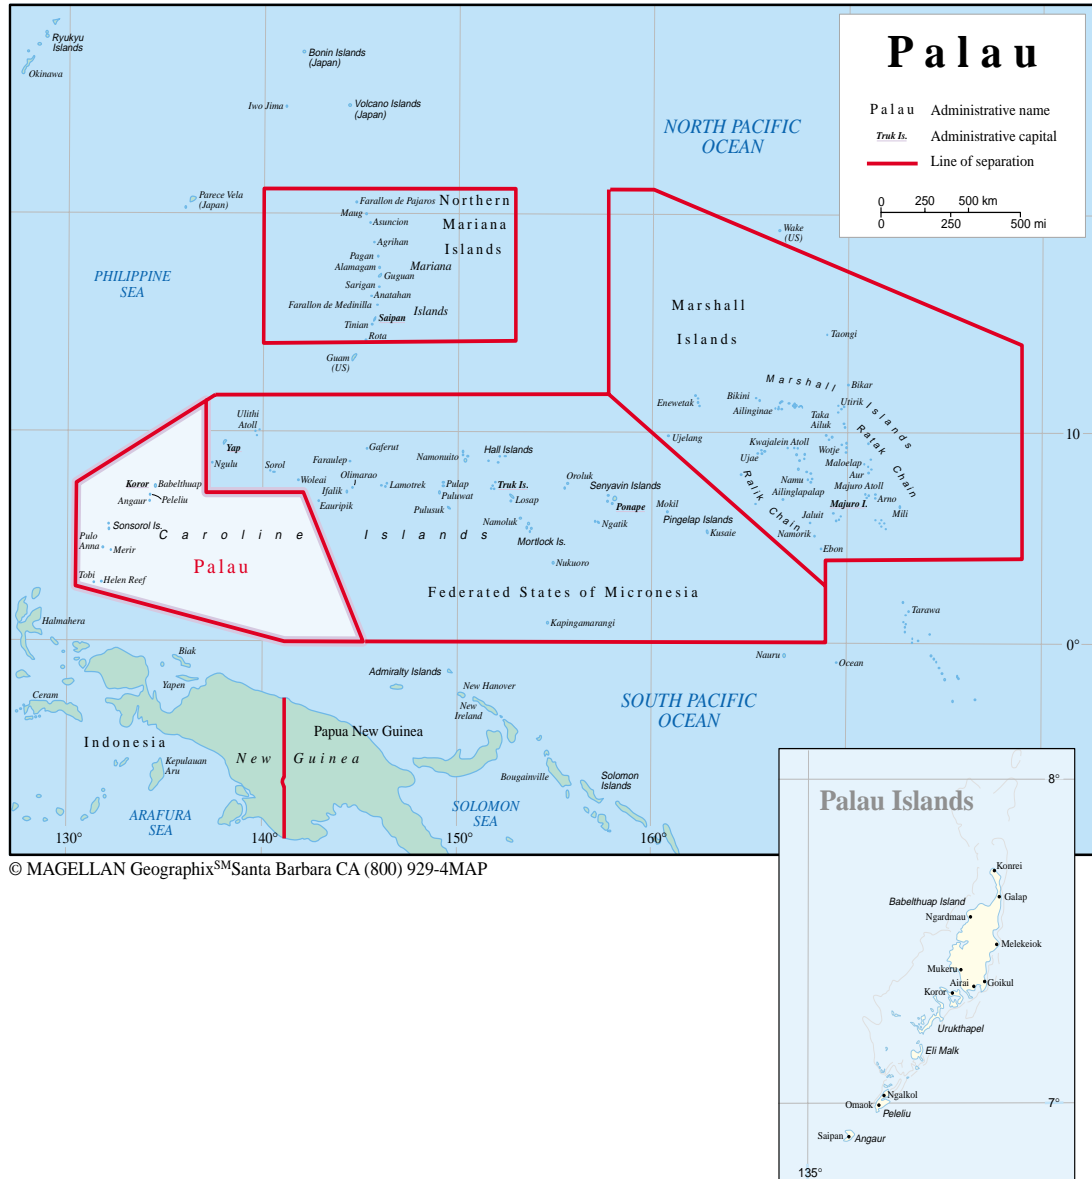 Palau
Palau Administrative name
Truk Is. Administrative capital
Line of separation
0 250 500 km
0 250 500 mi
Ryukyu
Islands
Okinawa
Bonin Islands
(Japan)
Iwo Jima
Volcano Islands
(Japan)
NORTH PACIFIC
OCEAN
Parece Vela
(Japan)
PHILIPPINE
SEA
Northern
Mariana
Islands
Farallon de Pajaros
Maug
Asuncion
Agrihan
Pagan
Alamagam
Mariana
Guguan
Sarigan
Anatahan
Farallon de Medinilla
Islands
Saipan
Tinian
Rota
Guam
(US)
Wake
(US)
Marshall
Islands
Taongi
Marshall
Islands
Bikar
Bikini
Utirik
Enewetak
Ailinginae
Taka
Ailuk
Ratak Chain
Ujelang
Kwajalein Atoll
Wotje
Ujae
Maloelap
Aur
Namu
Majuro Atoll
Ailinglapalap
Arno
Ralik Chain
Majuro I.
Jaluit
Mili
Namorik
Ebon
Ulithi
Atoll
Yap
Ngulu
Sorol
Gaferut
Faraulep
Namonuito
Hall Islands
Woleai
Olimarao
Ifalik
Lamotrek
Eauripik
Pulap
Puluwat
Pulusuk
Truk Is.
Losap
Namoluk
Mortlock Is.
Oroluk
Senyavin Islands
Ponape
Ngatik
Mokil
Pingelap Islands
Kusaie
Nukuoro
Kapingamarangi
Koror
Babelthuap
Angaur
Peleliu
Sonsorol Is.
Pulo
Anna
Merir
Tobi
Helen Reef
Caroline Islands
Palau
Federated States of Micronesia
Tarawa
Nauru
Ocean
10
0°
Halmahera
Biak
Yapen
Ceram
Admiralty Islands
New Hanover
New
Ireland
SOUTH PACIFIC
OCEAN
Indonesia
Papua New Guinea
New Guinea
Kepulauan
Aru
Bougainville
Solomon
Islands
ARAFURA
SEA
SOLOMON
SEA
130° 140° 150° 160°
© MAGELLAN Geographix℠Santa Barbara CA (800) 929-4MAP
Palau Islands
8°
Konrei
Galap
Babelthuap Island
Ngardmau
Melekeiok
Mukeru
Airai
Goikul
Koror
Urukthapel
Eli Malk
Ngalkol
Omaok
Peleliu
7°
Saipan
Angaur
135°